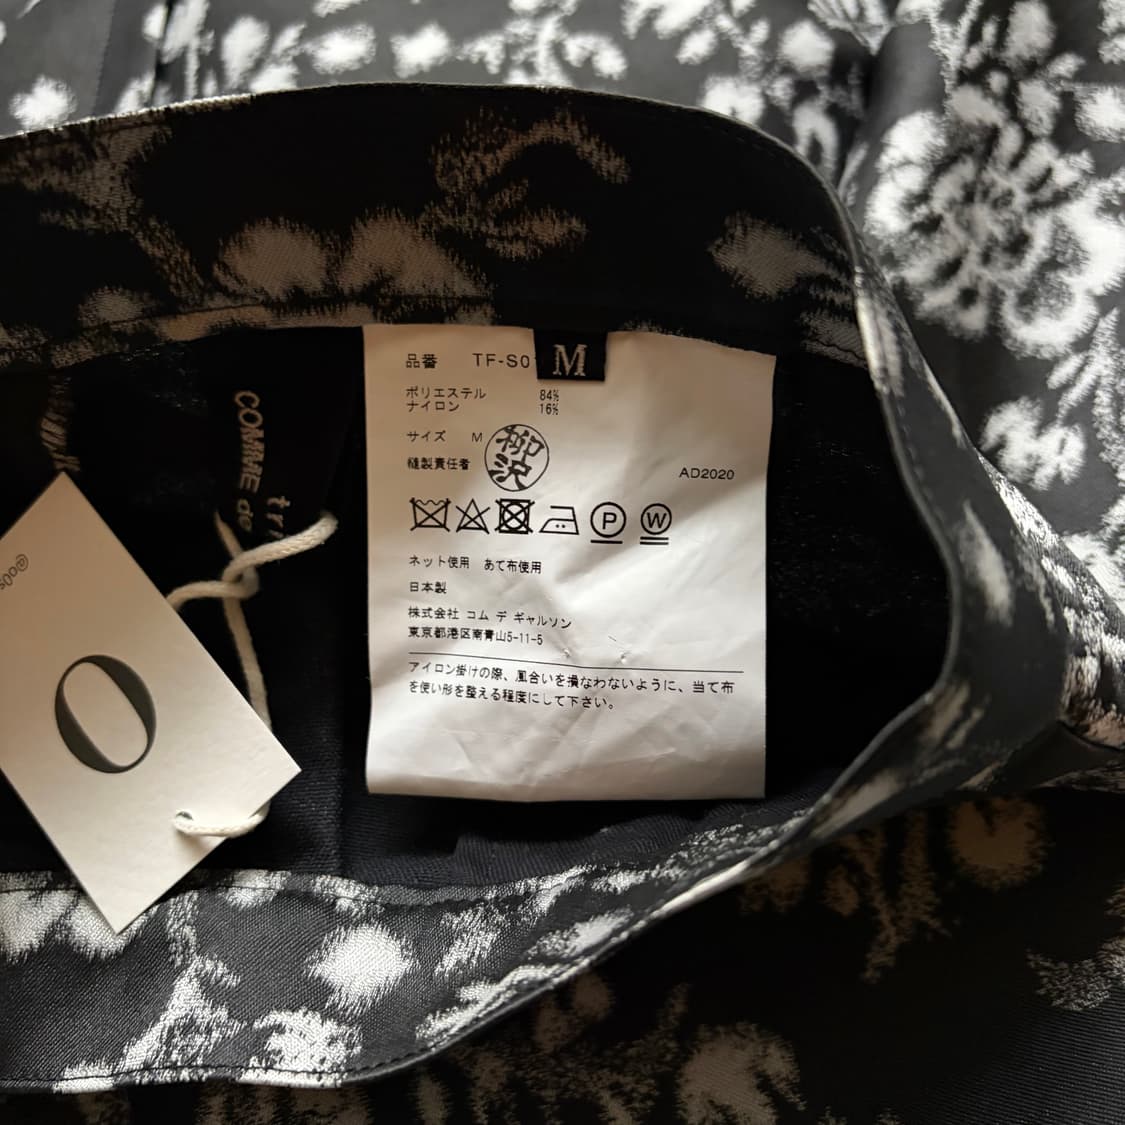 品番 TF-S0
M
ポリエステル 84%
ナイロン 16%
サイズ M
柳沢
縫製責任者
AD2020
P
W
ネット使用 あて布使用
日本製
株式会社 コム デ ギャルソン
東京都港区南青山5-11-5
アイロン掛けの際、風合いを損なわないように、当て布
を使い形を整える程度にして下さい。
tr
COMME de
O